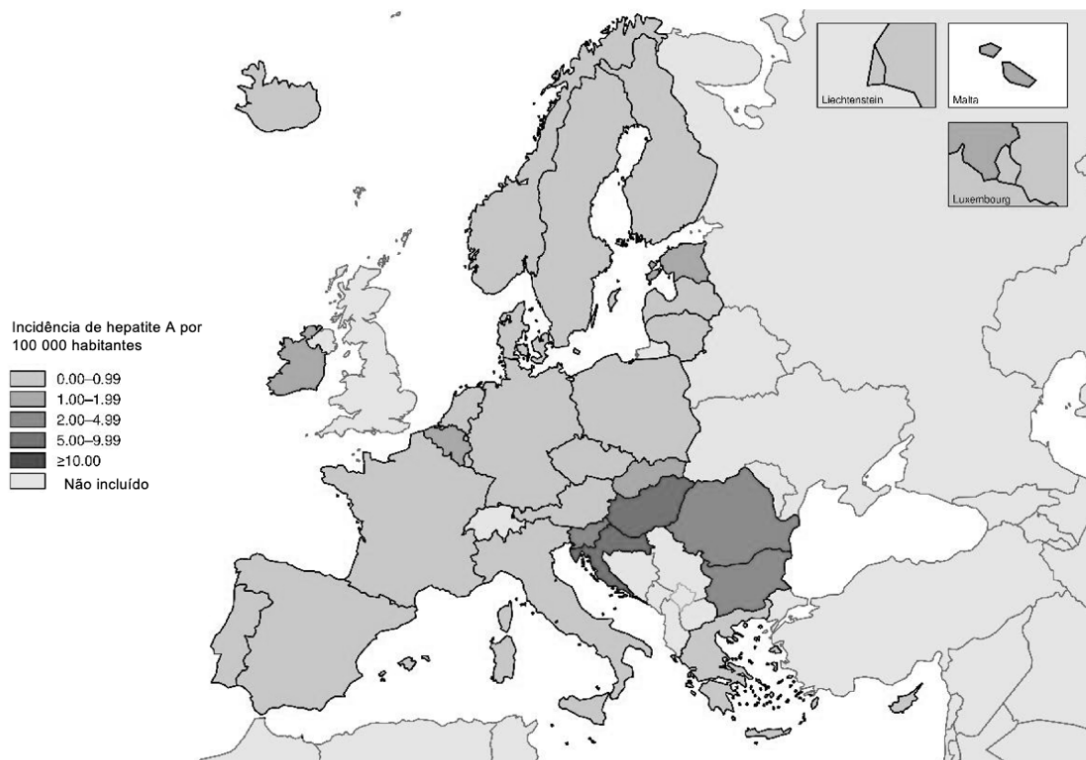 Liechtenstein
Malta
Luxembourg
Incidência de hepatite A por
100 000 habitantes
0.00–0.99
1.00–1.99
2.00–4.99
5.00–9.99
≥10.00
Não incluído